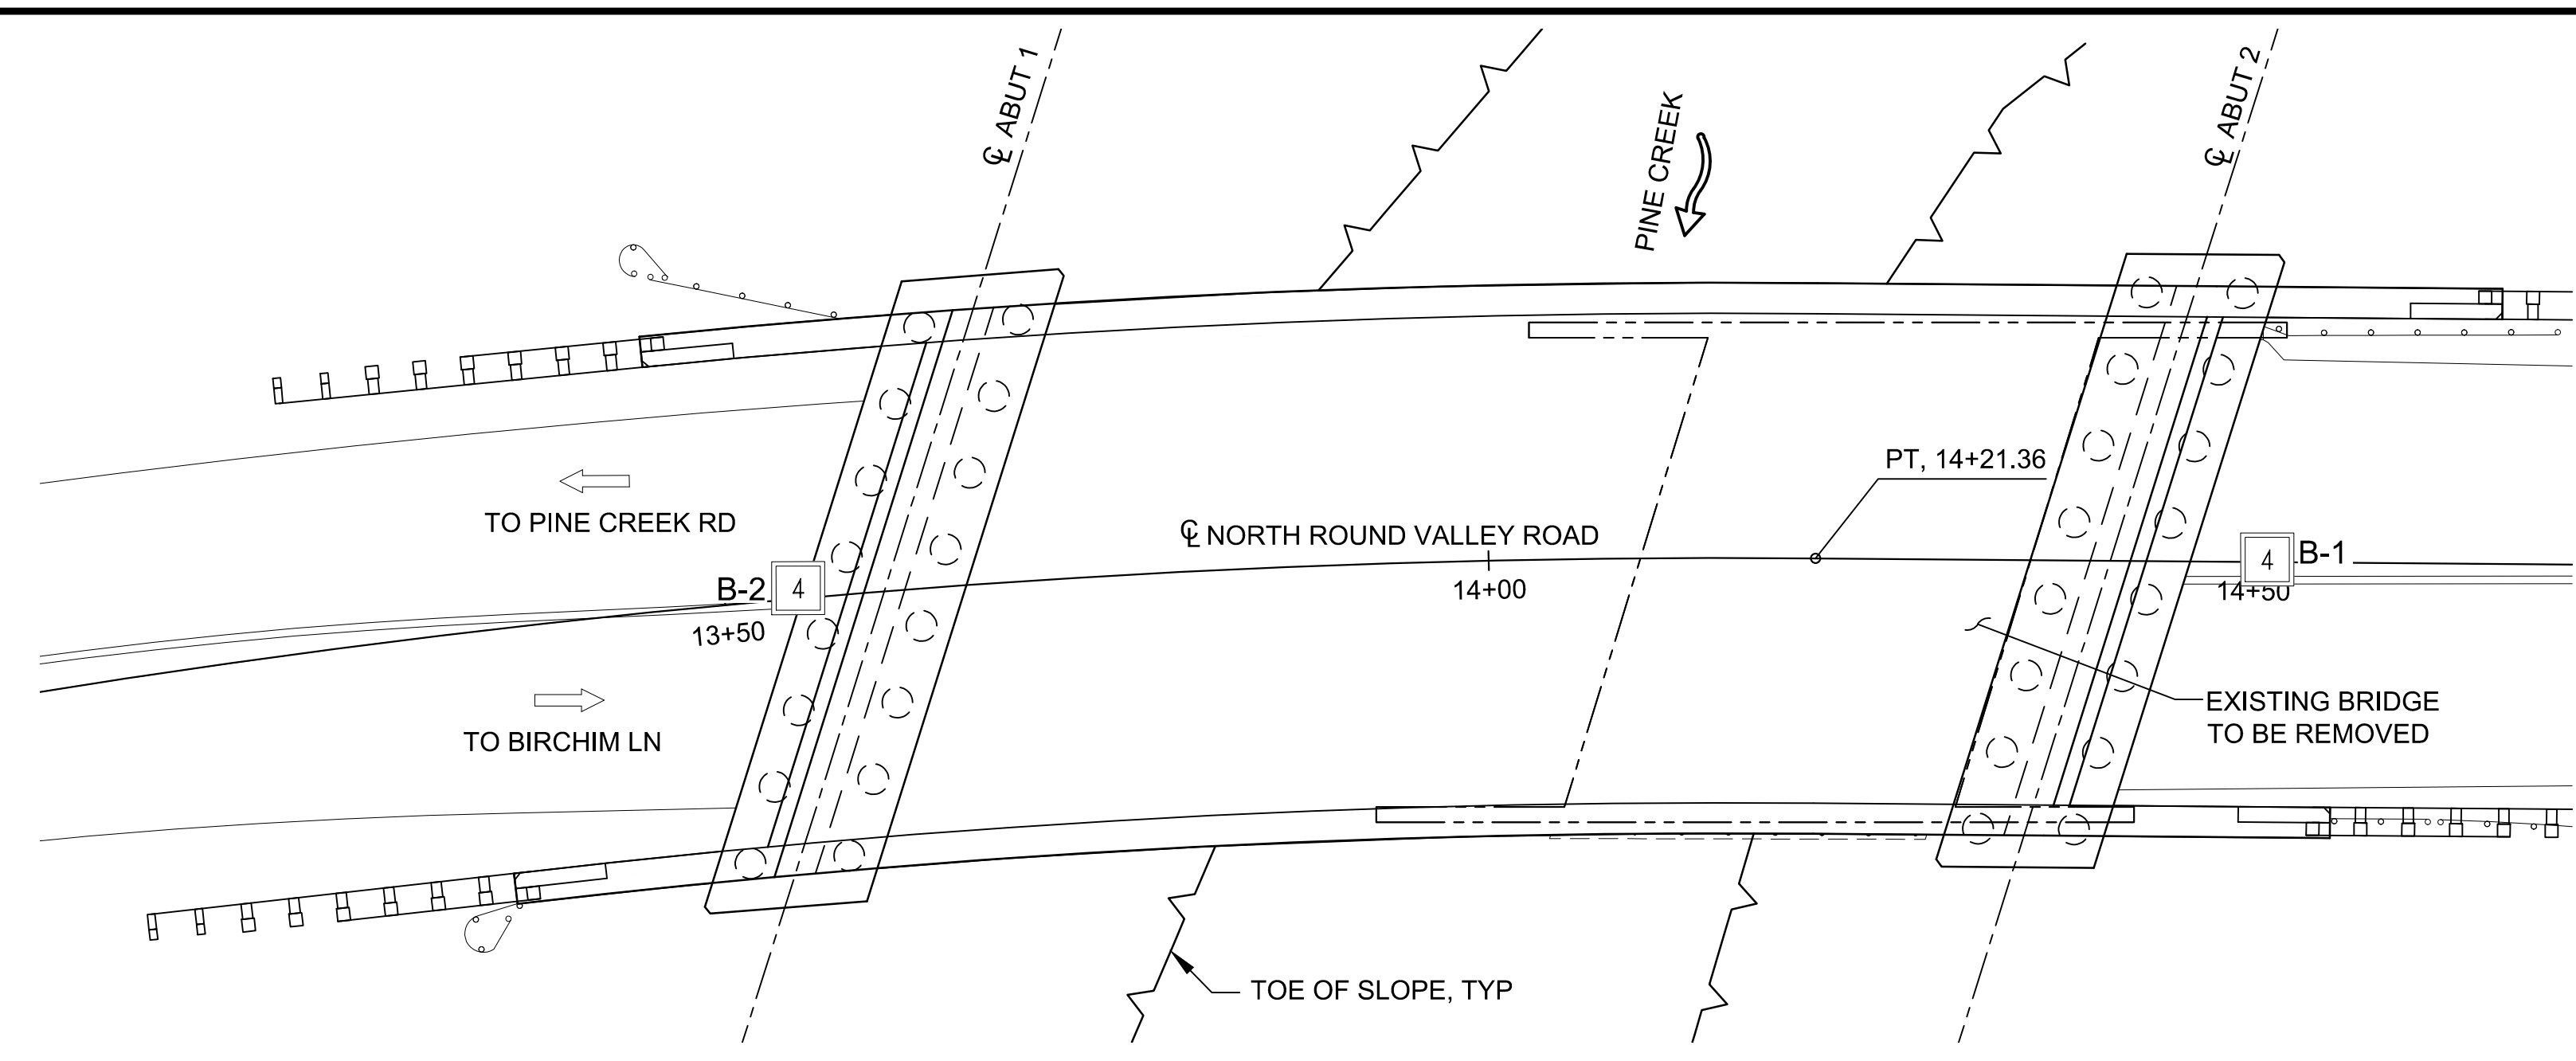 ℄ ABUT 1
℄ ABUT 2
PINE CREEK
PT, 14+21.36
TO PINE CREEK RD
℄ NORTH ROUND VALLEY ROAD
14+00
B-2 4
13+50
4 B-1
14+50
TO BIRCHIM LN
EXISTING BRIDGE
TO BE REMOVED
TOE OF SLOPE, TYP